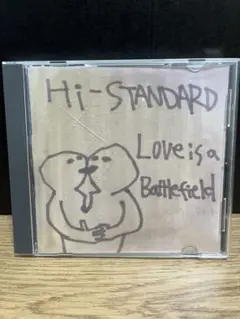 Hi-STANDARD
Love is a
Battlefield